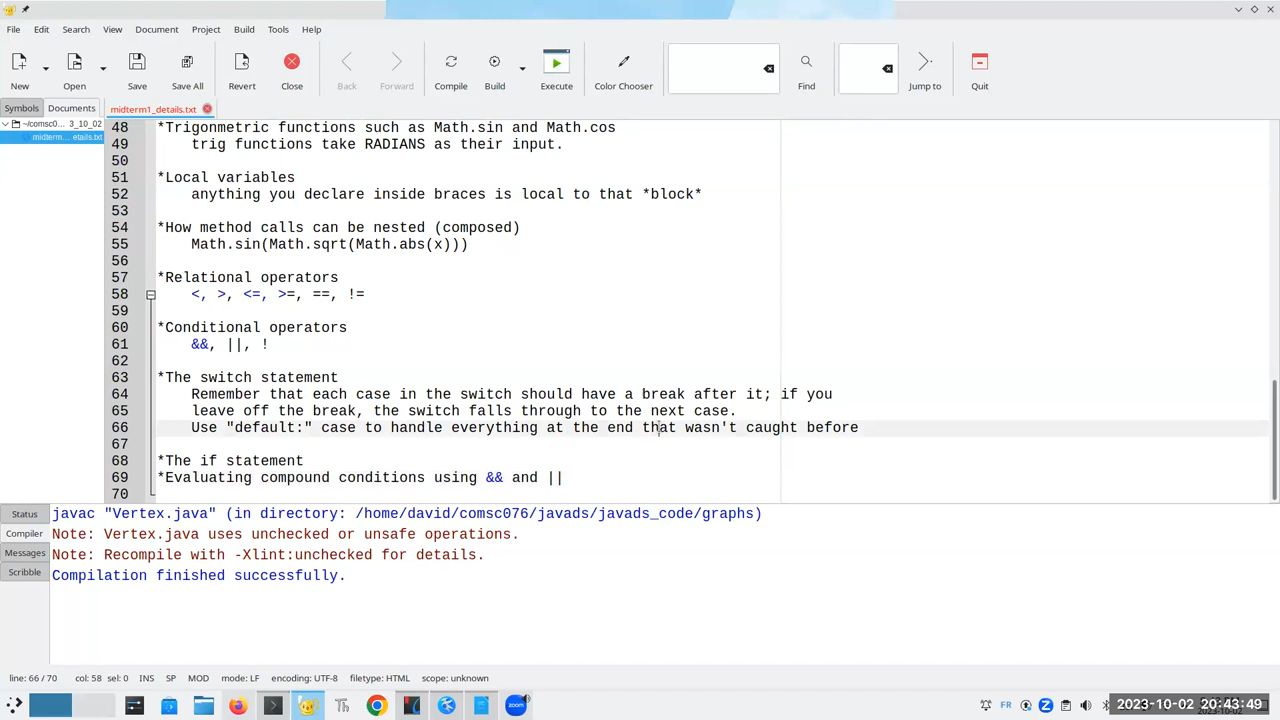 File Edit Search View Document Project Build Tools Help
New Open Save Save All Revert Close Back Forward Compile Build Execute Color Chooser Find Jump to Quit
Symbols Documents midterm1_details.txt
~/comsc0... 3_10_02
midterm... etails.txt
48 *Trigonmetric functions such as Math.sin and Math.cos
49 trig functions take RADIANS as their input.
50
51 *Local variables
52 anything you declare inside braces is local to that *block*
53
54 *How method calls can be nested (composed)
55 Math.sin(Math.sqrt(Math.abs(x)))
56
57 *Relational operators
58 <, >, <=, >=, ==, !=
59
60 *Conditional operators
61 &&, ||, !
62
63 *The switch statement
64 Remember that each case in the switch should have a break after it; if you
65 leave off the break, the switch falls through to the next case.
66 Use "default:" case to handle everything at the end that wasn't caught before
67
68 *The if statement
69 *Evaluating compound conditions using && and ||
70
Status
Compiler
Messages
Scribble
javac "Vertex.java" (in directory: /home/david/comsc076/javads/javads_code/graphs)
Note: Vertex.java uses unchecked or unsafe operations.
Note: Recompile with -Xlint:unchecked for details.
Compilation finished successfully.
line: 66 / 70 col: 58 INS SP MOD mode: LF encoding: UTF-8 filetype: HTML scope: unknown
Th zoom FR 2023-10-02 20:43:49